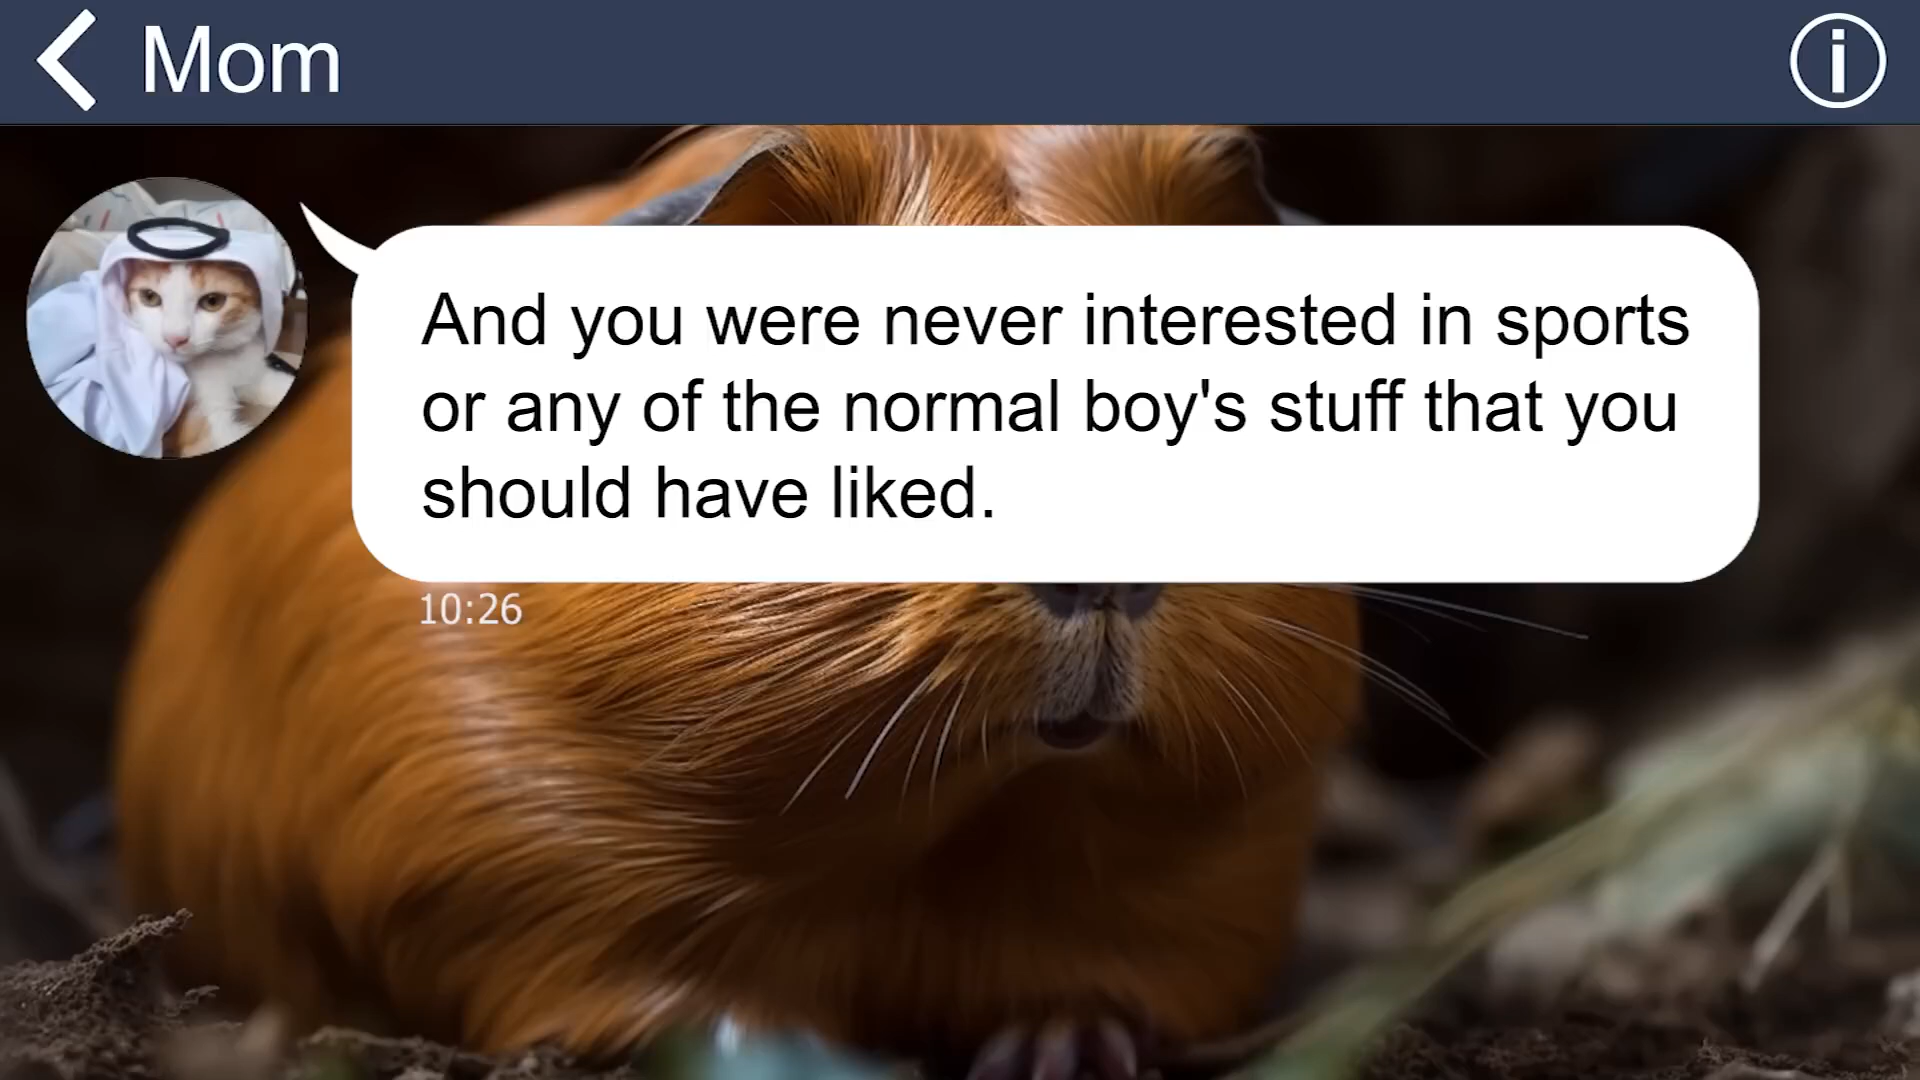 Mom
And you were never interested in sports
or any of the normal boy's stuff that you
should have liked.
10:26